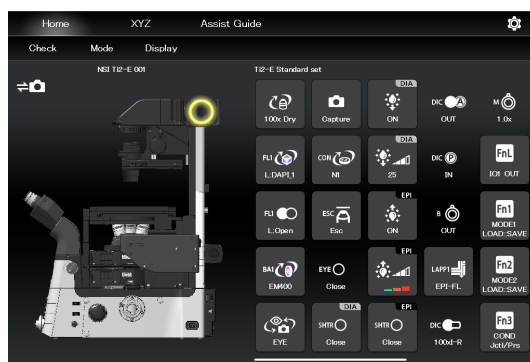 Home XYZ Assist Guide
Check Mode Display
NSI Ti2-E 001
Ti2-E Standard set
DIA
100x Dry Capture ON DIC A OUT M 1.0x
DIA
FL1 L:DAPI_1 CON N1 25 DIC P IN FnL IO1 OUT
EPI
FL1 L:Open ESC Esc ON B OUT Fn1 MODE1 LOAD:SAVE
EPI
BA1 EM400 EYE Close LAPP1 EPI-FL Fn2 MODE2 LOAD:SAVE
DIA EPI
EYE SHTR Close SHTR Close DIC 100xI-R Fn3 COND Jctl/Prs